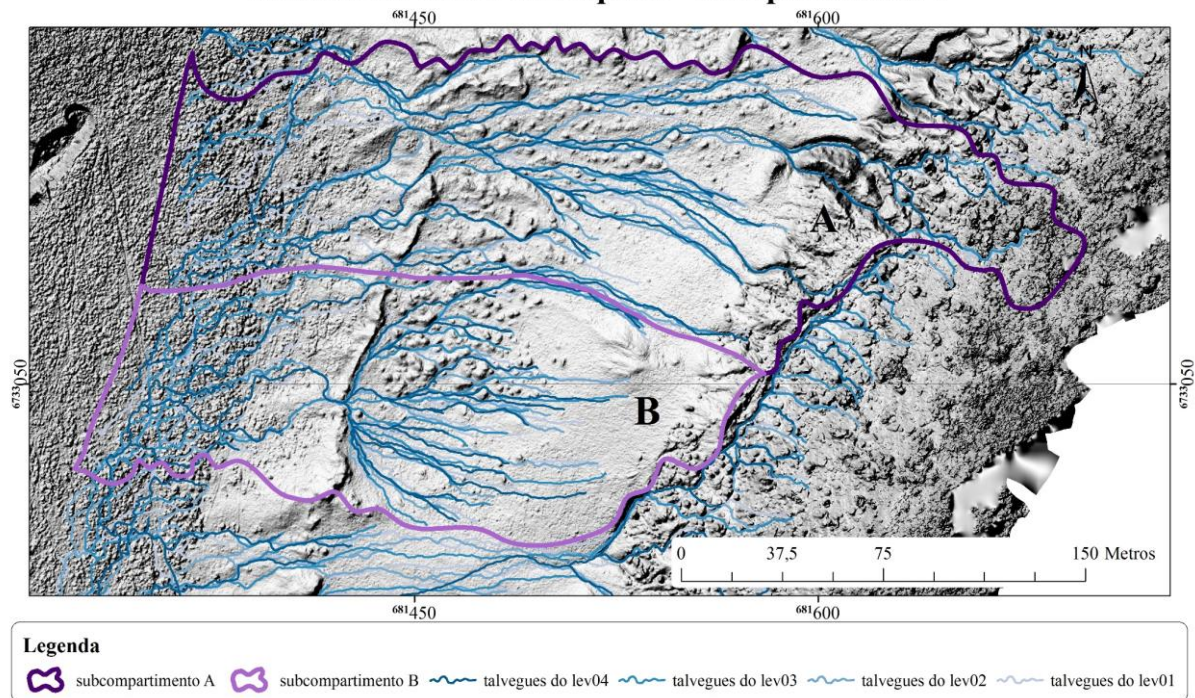 681450 681600
N
A
6733050 6733050
B
0 37,5 75 150 Metros
681450 681600
Legenda
subcompartimento A subcompartimento B talvegues do lev04 talvegues do lev03 talvegues do lev02 talvegues do lev01